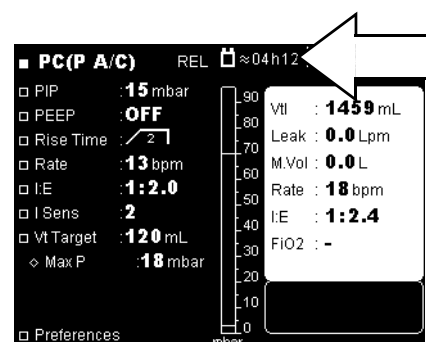 PC(P A/C) REL ≈04h12
PIP :15 mbar
PEEP :OFF
Rise Time : 2
Rate :13 bpm
I:E :1:2.0
I Sens :2
Vt Target :120 mL
Max P :18 mbar
Preferences
90
80
70
60
50
40
30
20
10
0
mbar
Vtl : 1459 mL
Leak : 0.0 Lpm
M.Vol : 0.0 L
Rate : 18 bpm
I:E : 1:2.4
FiO2 : -